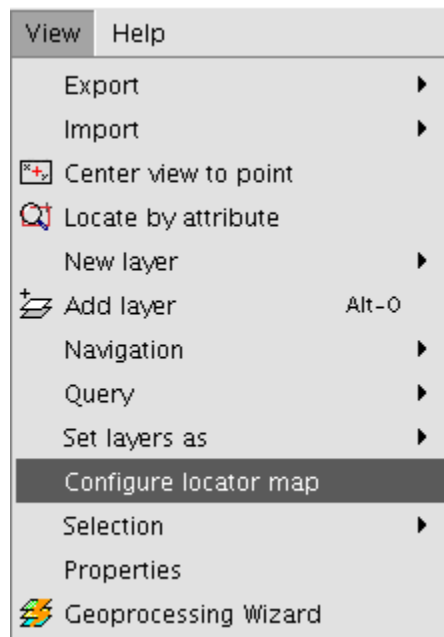 View Help
Export
Import
Center view to point
Locate by attribute
New layer
Add layer Alt-O
Navigation
Query
Set layers as
Configure locator map
Selection
Properties
Geoprocessing Wizard